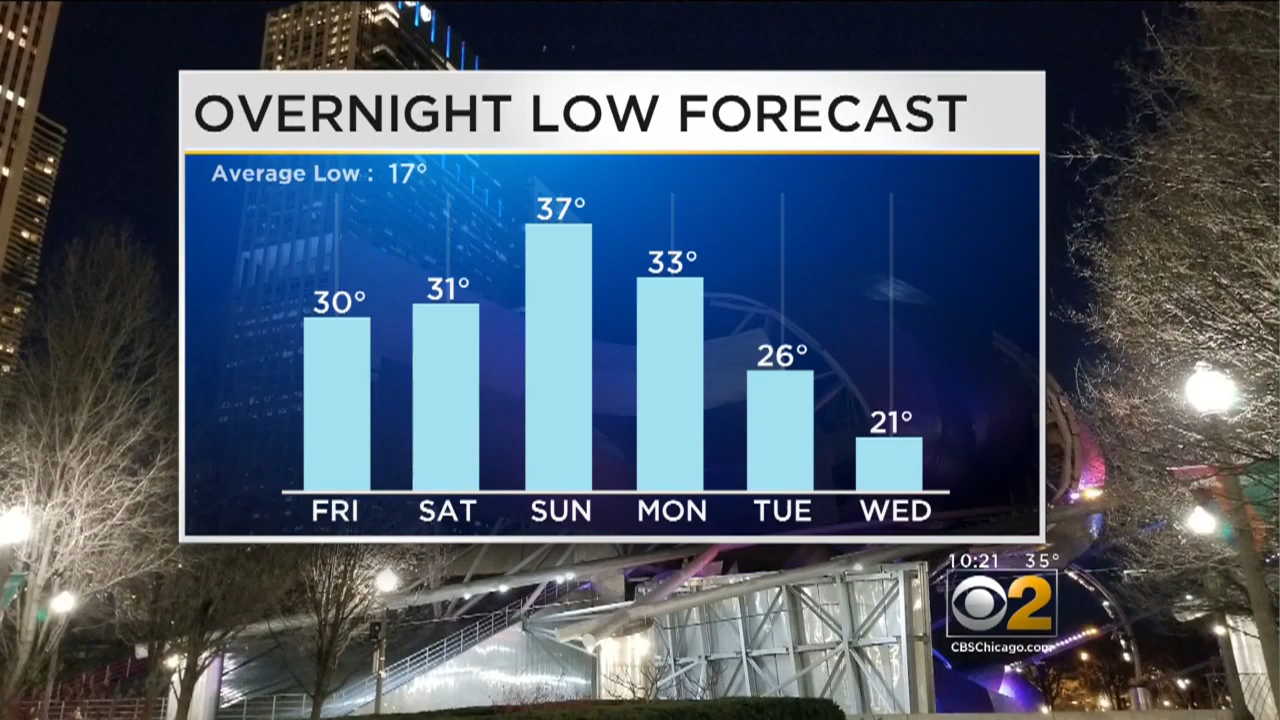 OVERNIGHT LOW FORECAST
Average Low : 17°
37°
33°
31°
30°
26°
21°
FRI SAT SUN MON TUE WED
10:21 35°
2
CBSChicago.com